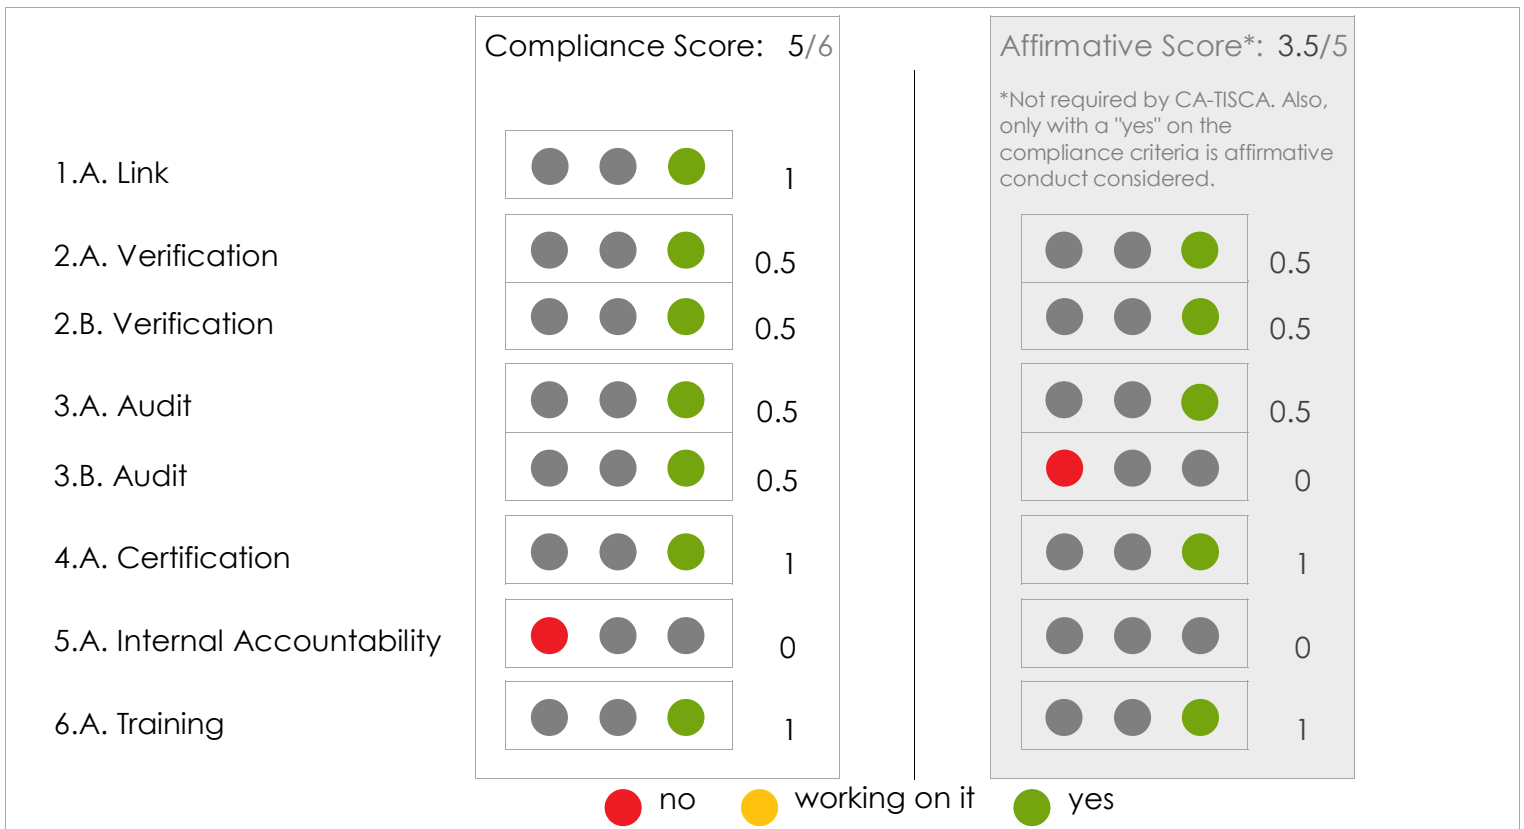 Compliance Score: 5/6
Affirmative Score*: 3.5/5
*Not required by CA-TISCA. Also,
only with a "yes" on the
compliance criteria is affirmative
conduct considered.
1.A. Link 1
2.A. Verification 0.5 0.5
2.B. Verification 0.5 0.5
3.A. Audit 0.5 0.5
3.B. Audit 0.5 0
4.A. Certification 1 1
5.A. Internal Accountability 0 0
6.A. Training 1 1
no working on it yes